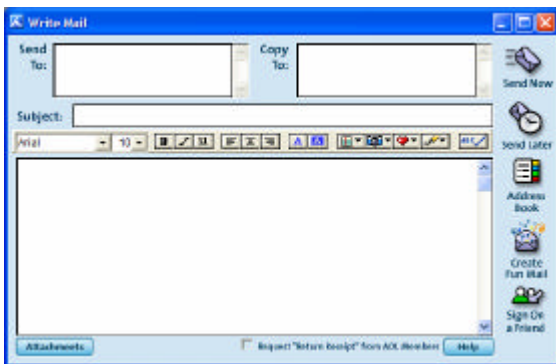 Write Mail
Send To:
Copy To:
Send Now
Subject:
Send Later
Arial
10
B I U
A A
ABC
Address Book
Create Fun Mail
Sign On a Friend
Attachments
Request "Return Receipt" from AOL Members
Help